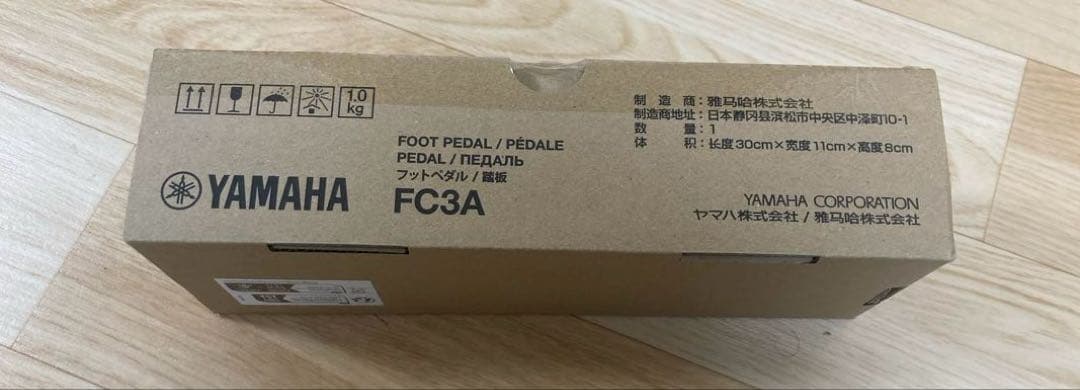 1.0
kg
FOOT PEDAL / PÉDALE
PEDAL / ПЕДАЛЬ
フットペダル / 踏板
YAMAHA FC3A
制 造 商：雅马哈株式会社
制造商地址：日本静冈县滨松市中央区中泽町10-1
数 量：1
体 积：长度30cm×宽度11cm×高度8cm
YAMAHA CORPORATION
ヤマハ株式会社 / 雅马哈株式会社